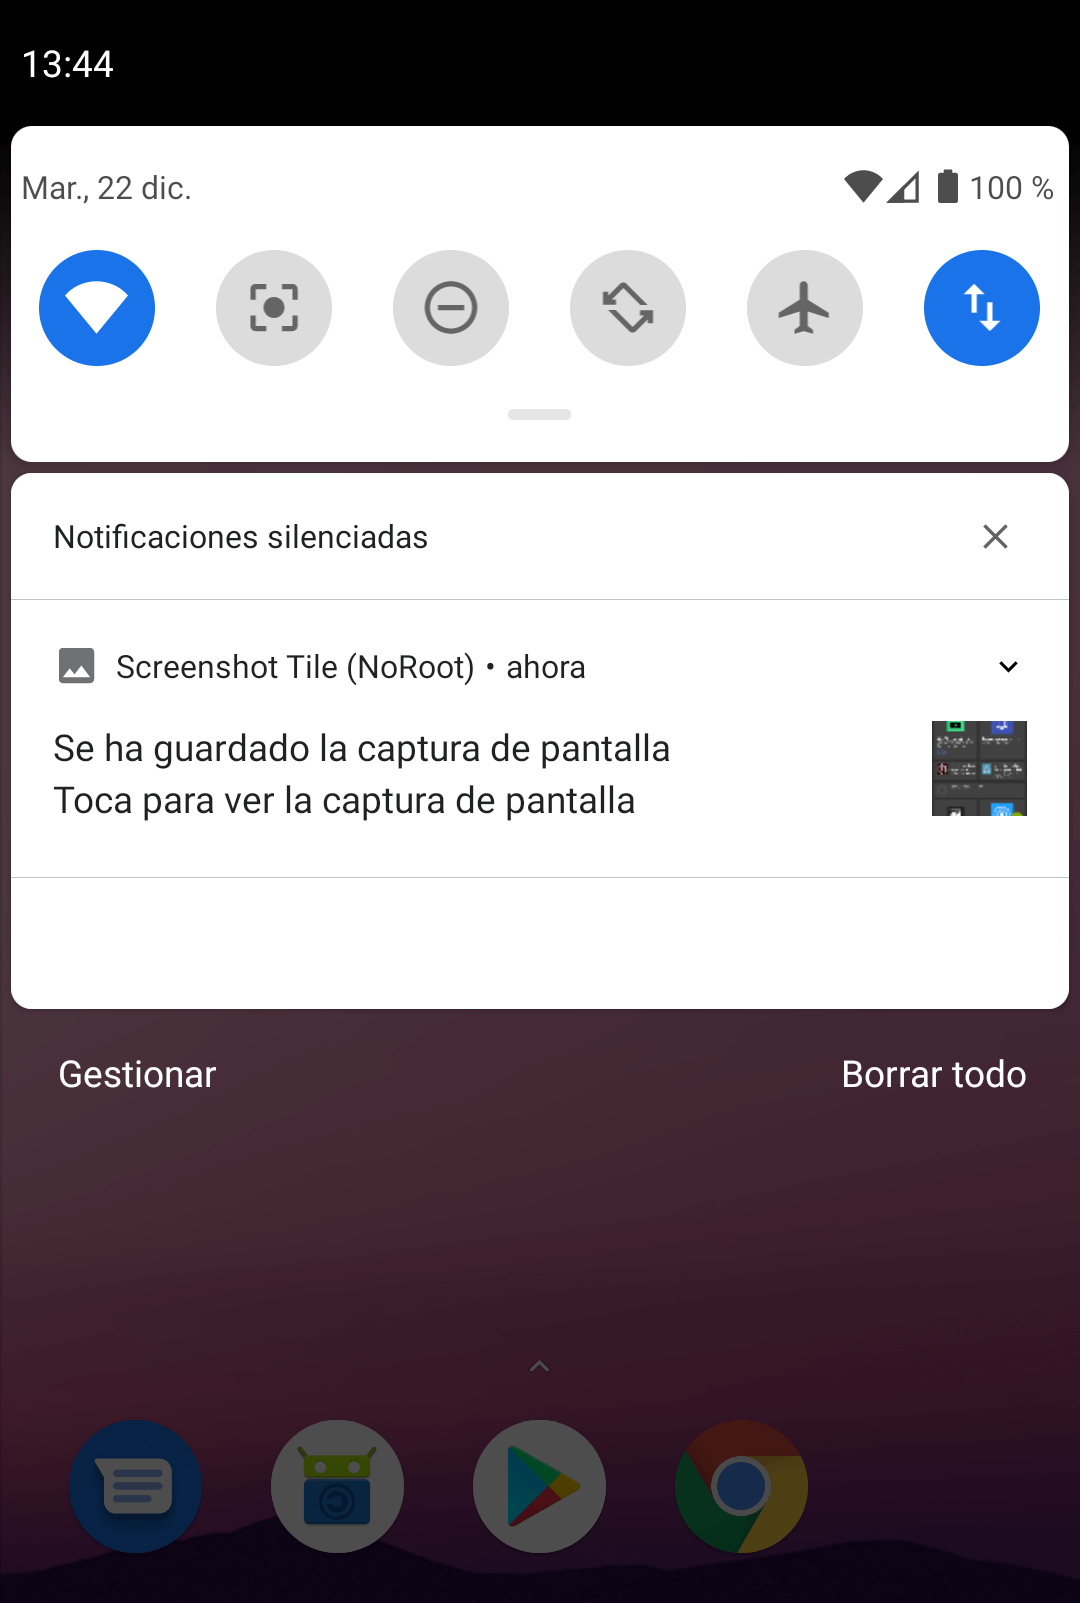 13:44
Mar., 22 dic.
100 %
Notificaciones silenciadas
Screenshot Tile (NoRoot) • ahora
Se ha guardado la captura de pantalla
Toca para ver la captura de pantalla
Gestionar
Borrar todo